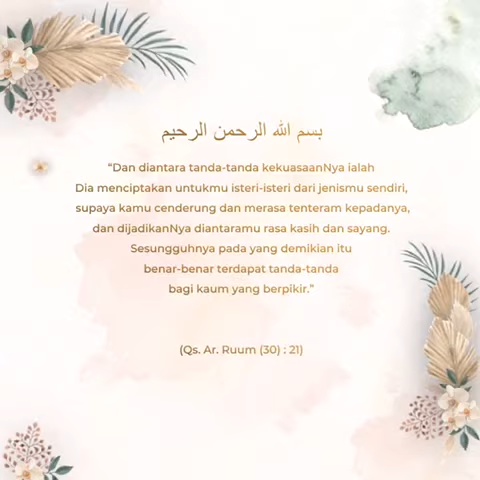 بسم الله الرحمن الرحيم
“Dan diantara tanda-tanda kekuasaanNya ialah
Dia menciptakan untukmu isteri-isteri dari jenismu sendiri,
supaya kamu cenderung dan merasa tenteram kepadanya,
dan dijadikanNya diantaramu rasa kasih dan sayang.
Sesungguhnya pada yang demikian itu
benar-benar terdapat tanda-tanda
bagi kaum yang berpikir.”
(Qs. Ar. Ruum (30) : 21)